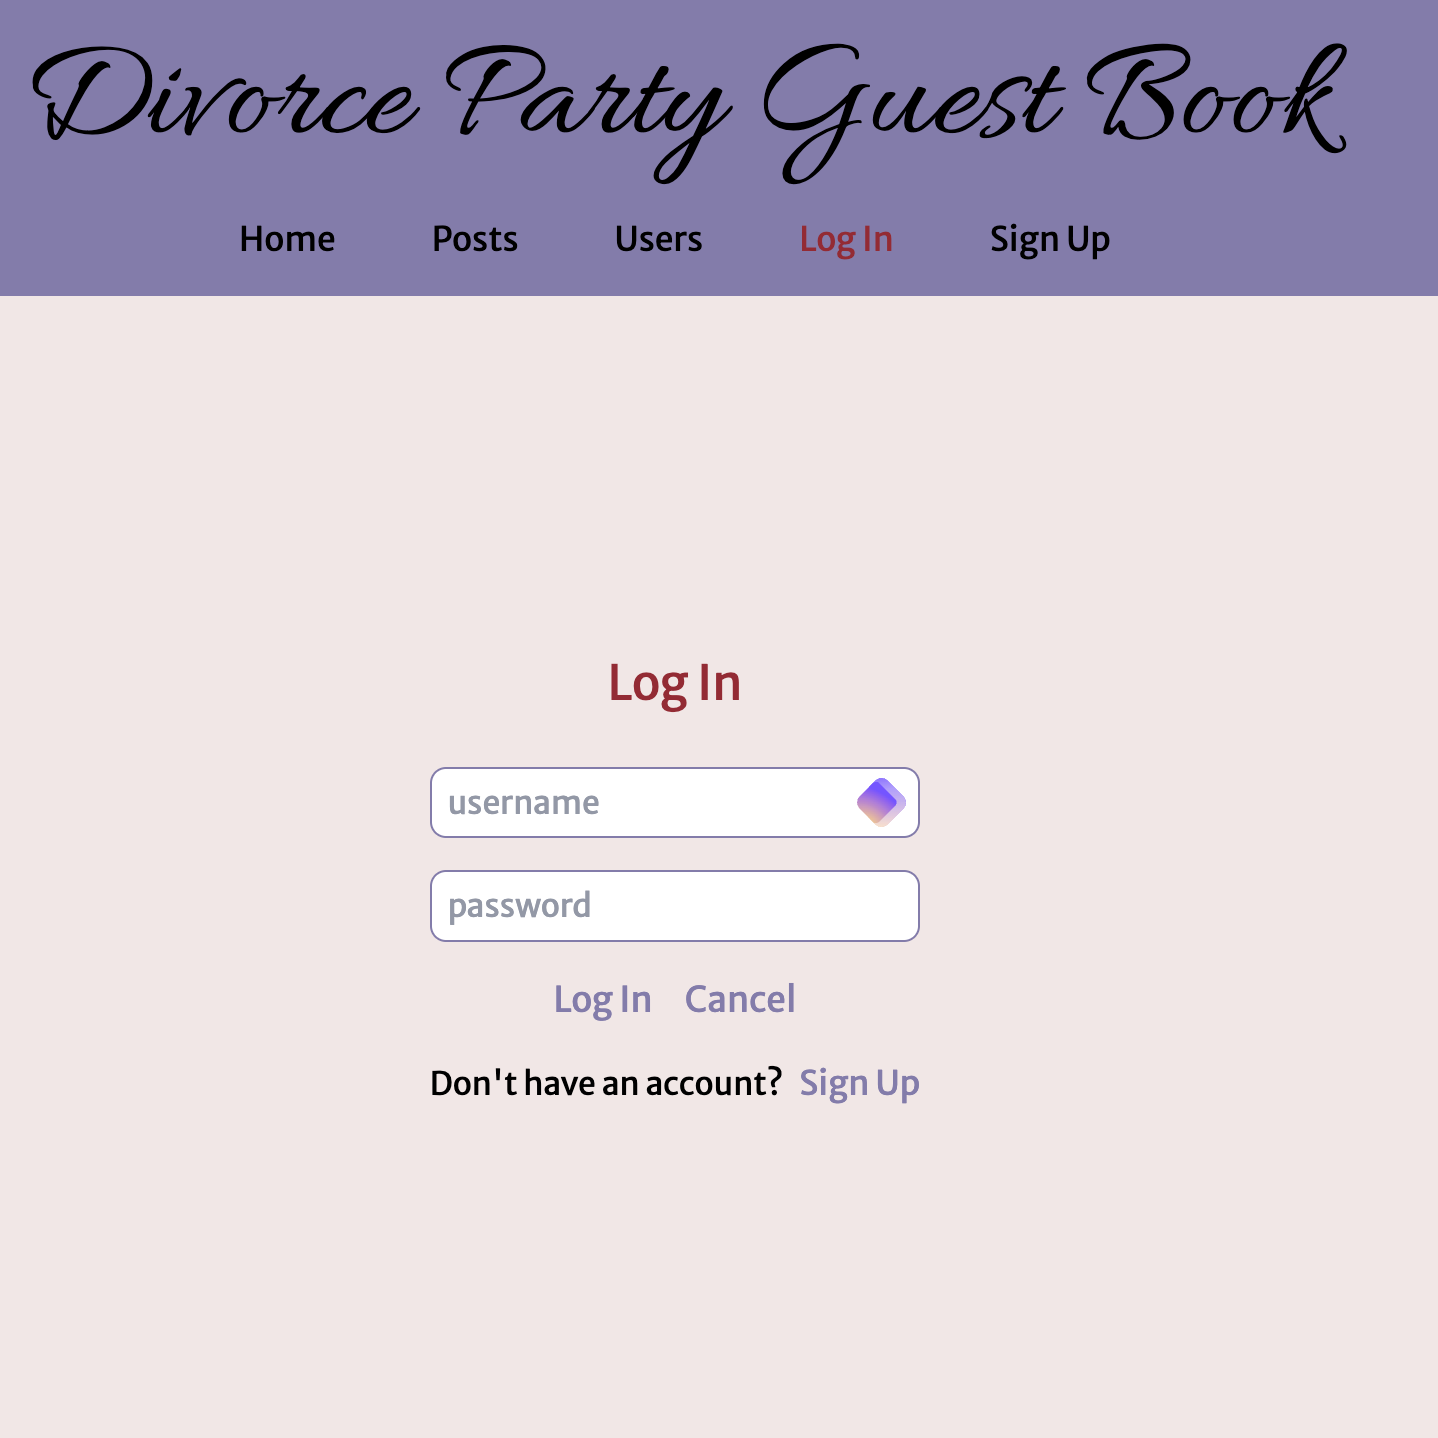 Divorce Party Guest Book
Home Posts Users Log In Sign Up
Log In
username
password
Log In Cancel
Don't have an account? Sign Up